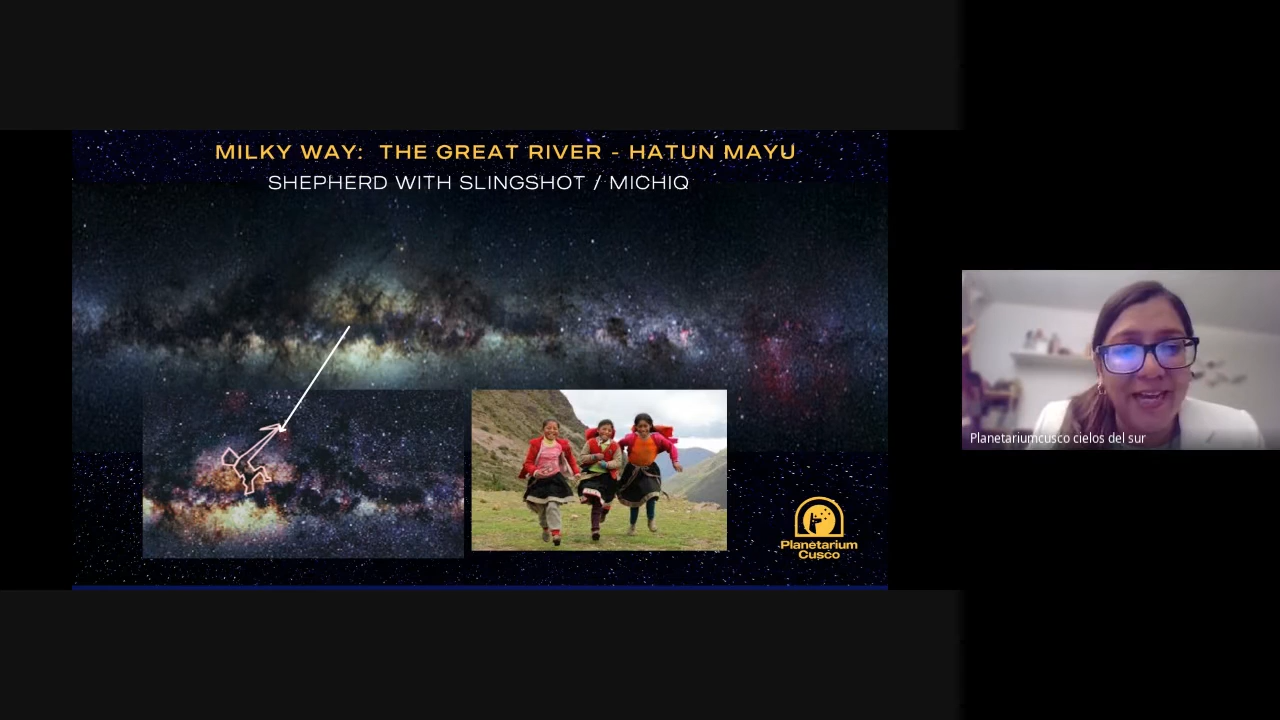 MILKY WAY: THE GREAT RIVER - HATUN MAYU
SHEPHERD WITH SLINGSHOT / MICHIQ
Planetarium
Cusco
Planetariumcusco cielos del sur